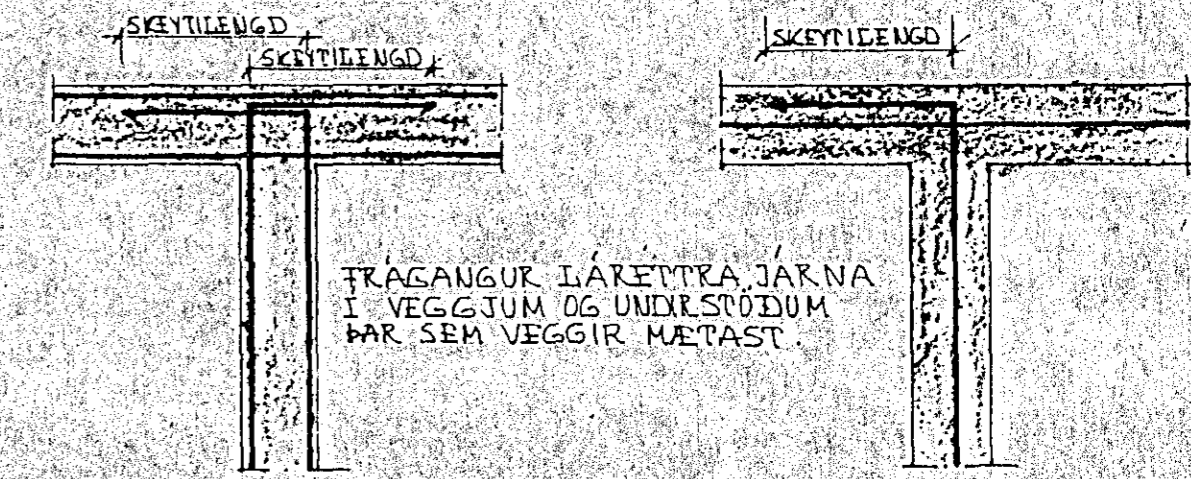 SKEYTILENGD
SKEYTILENGD
SKEYTILENGD
FRÁGANGUR LÁRÉTTRA JÁRNA
Í VEGGJUM OG UNDIRSTÖÐUM
ÞAR SEM VEGGIR MÆTAST.